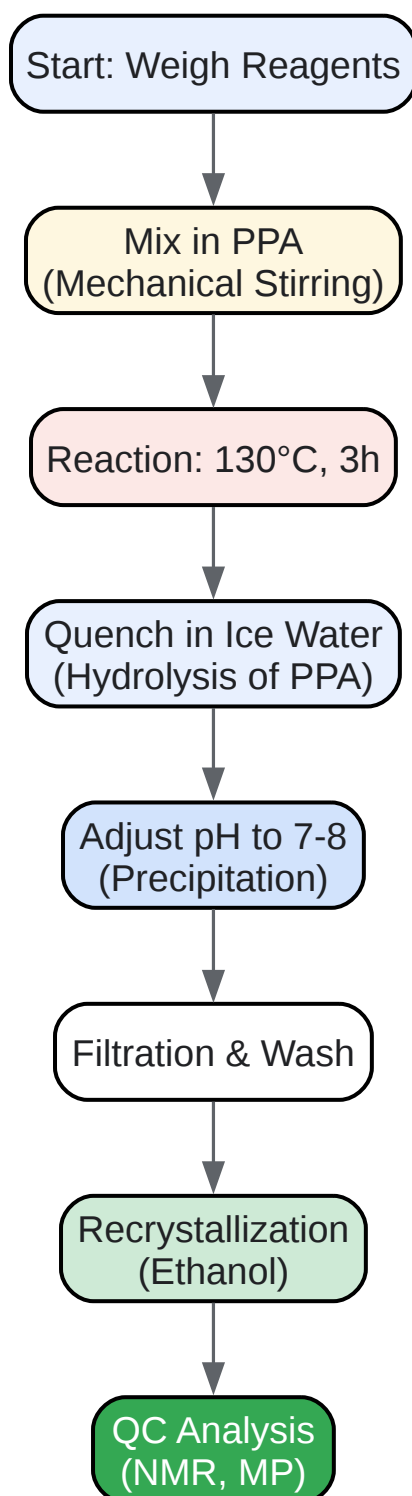 Start: Weigh Reagents
Mix in PPA
(Mechanical Stirring)
Reaction: 130°C, 3h
Quench in Ice Water
(Hydrolysis of PPA)
Adjust pH to 7-8
(Precipitation)
Filtration & Wash
Recrystallization
(Ethanol)
QC Analysis
(NMR, MP)